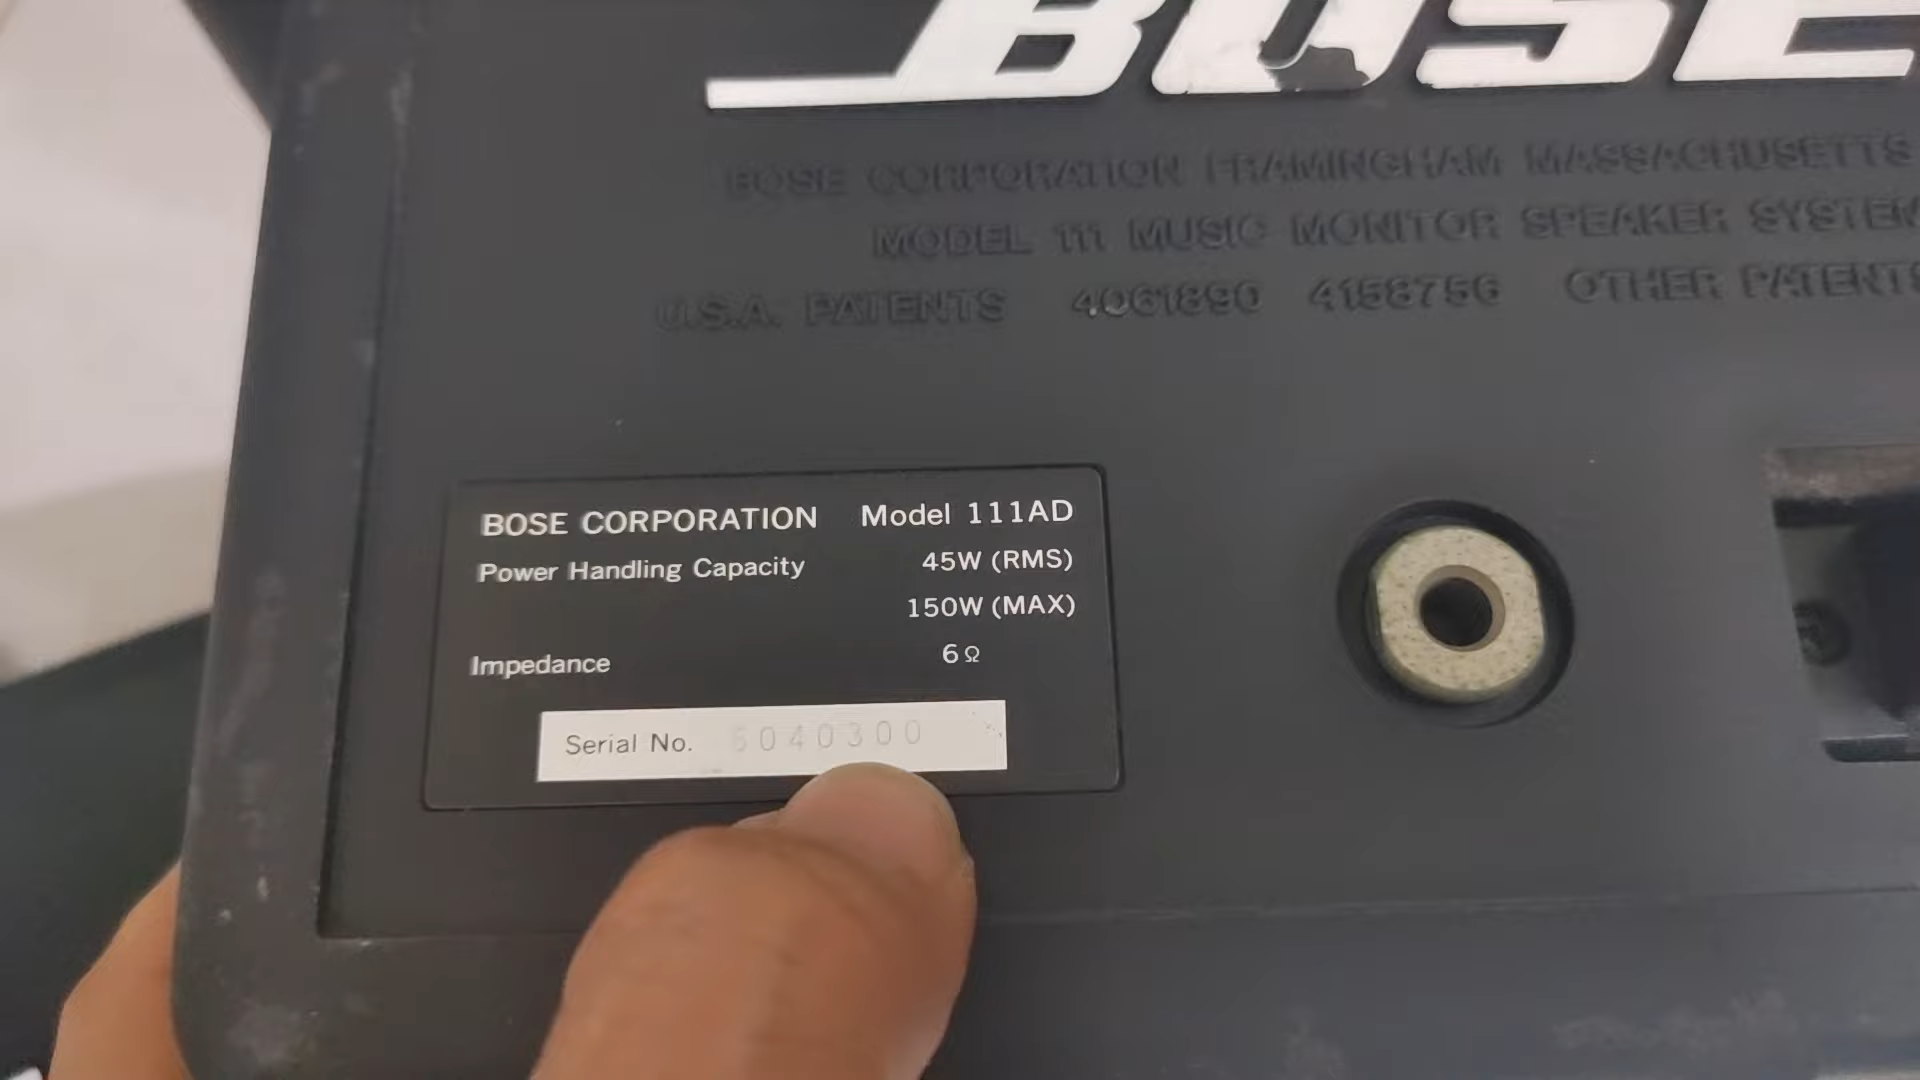 BOSE
BOSE CORPORATION FRAMINGHAM MASSACHUSETTS
MODEL 111 MUSIC MONITOR SPEAKER SYSTEM
U.S.A. PATENTS 4061890 4158756 OTHER PATENTS
BOSE CORPORATION Model 111AD
Power Handling Capacity 45W (RMS)
150W (MAX)
Impedance 6Ω
Serial No.